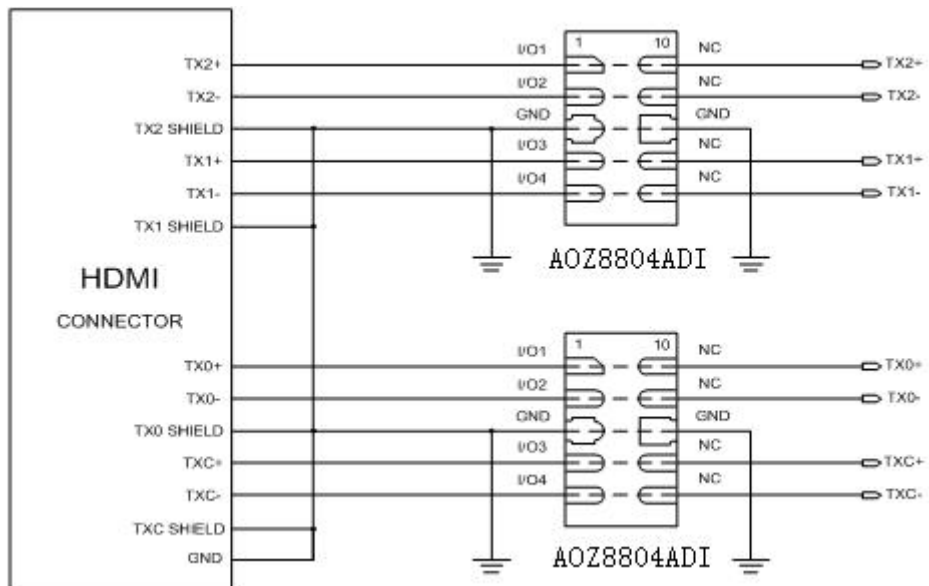 I/O1 1 10 NC
TX2+ TX2+
I/O2 NC
TX2- TX2-
GND GND
TX2 SHIELD
I/O3 NC
TX1+ TX1+
I/O4 NC
TX1- TX1-
TX1 SHIELD
AOZ8804ADI
HDMI
CONNECTOR
I/O1 1 10 NC
TX0+ TX0+
I/O2 NC
TX0- TX0-
GND GND
TX0 SHIELD
I/O3 NC
TXC+ TXC+
I/O4 NC
TXC- TXC-
TXC SHIELD
GND
AOZ8804ADI